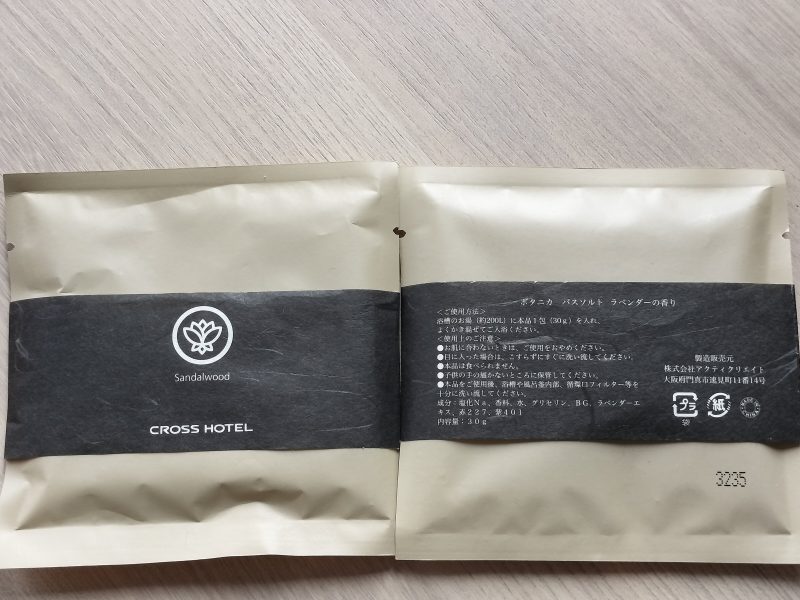 Sandalwood
CROSS HOTEL
ボタニカ　バスソルト　ラベンダーの香り
＜ご使用方法＞
浴槽のお湯（約200L）に本品１包（30ｇ）を入れ、
よくかき混ぜてご入浴ください。
＜使用上のご注意＞
●お肌に合わないときは、ご使用をおやめください。
●目に入った場合は、こすらずすぐに洗い流してください。
●本品は食べられません。
●子供の手の届かないところに保管してください。
●本品をご使用後、浴槽や風呂釜内部、循環口フィルター等を
十分に洗い流してください。
成分：塩化Ｎａ、香料、水、グリセリン、ＢＧ、ラベンダーエ
キス、赤２２７、紫４０１
内容量：３０ｇ
製造販売元
株式会社アクティクリエイト
大阪府門真市速見町11番14号
プラ
袋
紙
3235